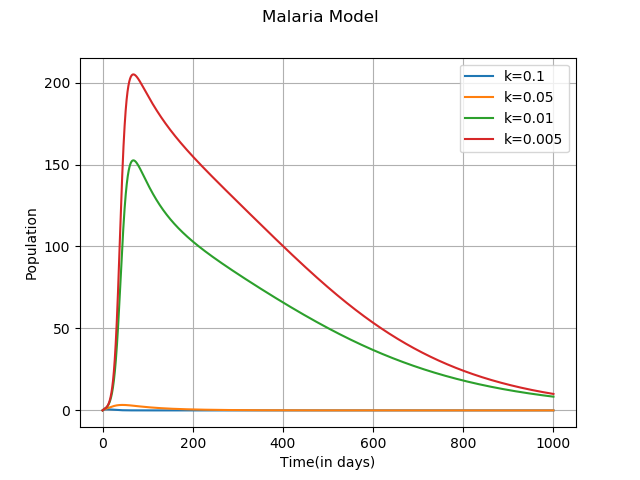 Malaria Model
k=0.1
k=0.05
k=0.01
k=0.005
200
150
100
50
0
Population
0 200 400 600 800 1000
Time(in days)